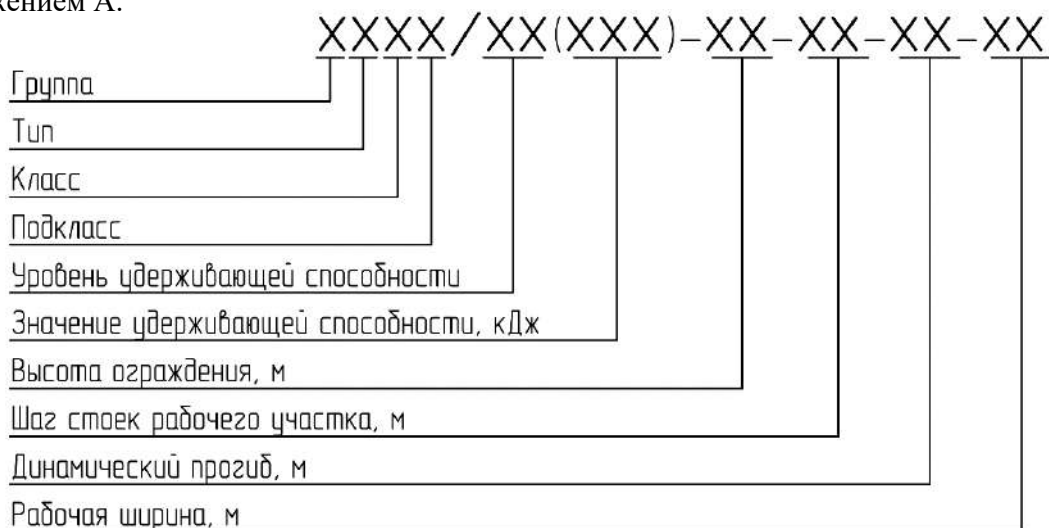 жением А.
XXXX/XX(XXX)-XX-XX-XX-XX
Группа
Тип
Класс
Подкласс
Уровень удерживающей способности
Значение удерживающей способности, кДж
Высота ограждения, м
Шаг стоек рабочего участка, м
Динамический прогиб, м
Рабочая ширина, м